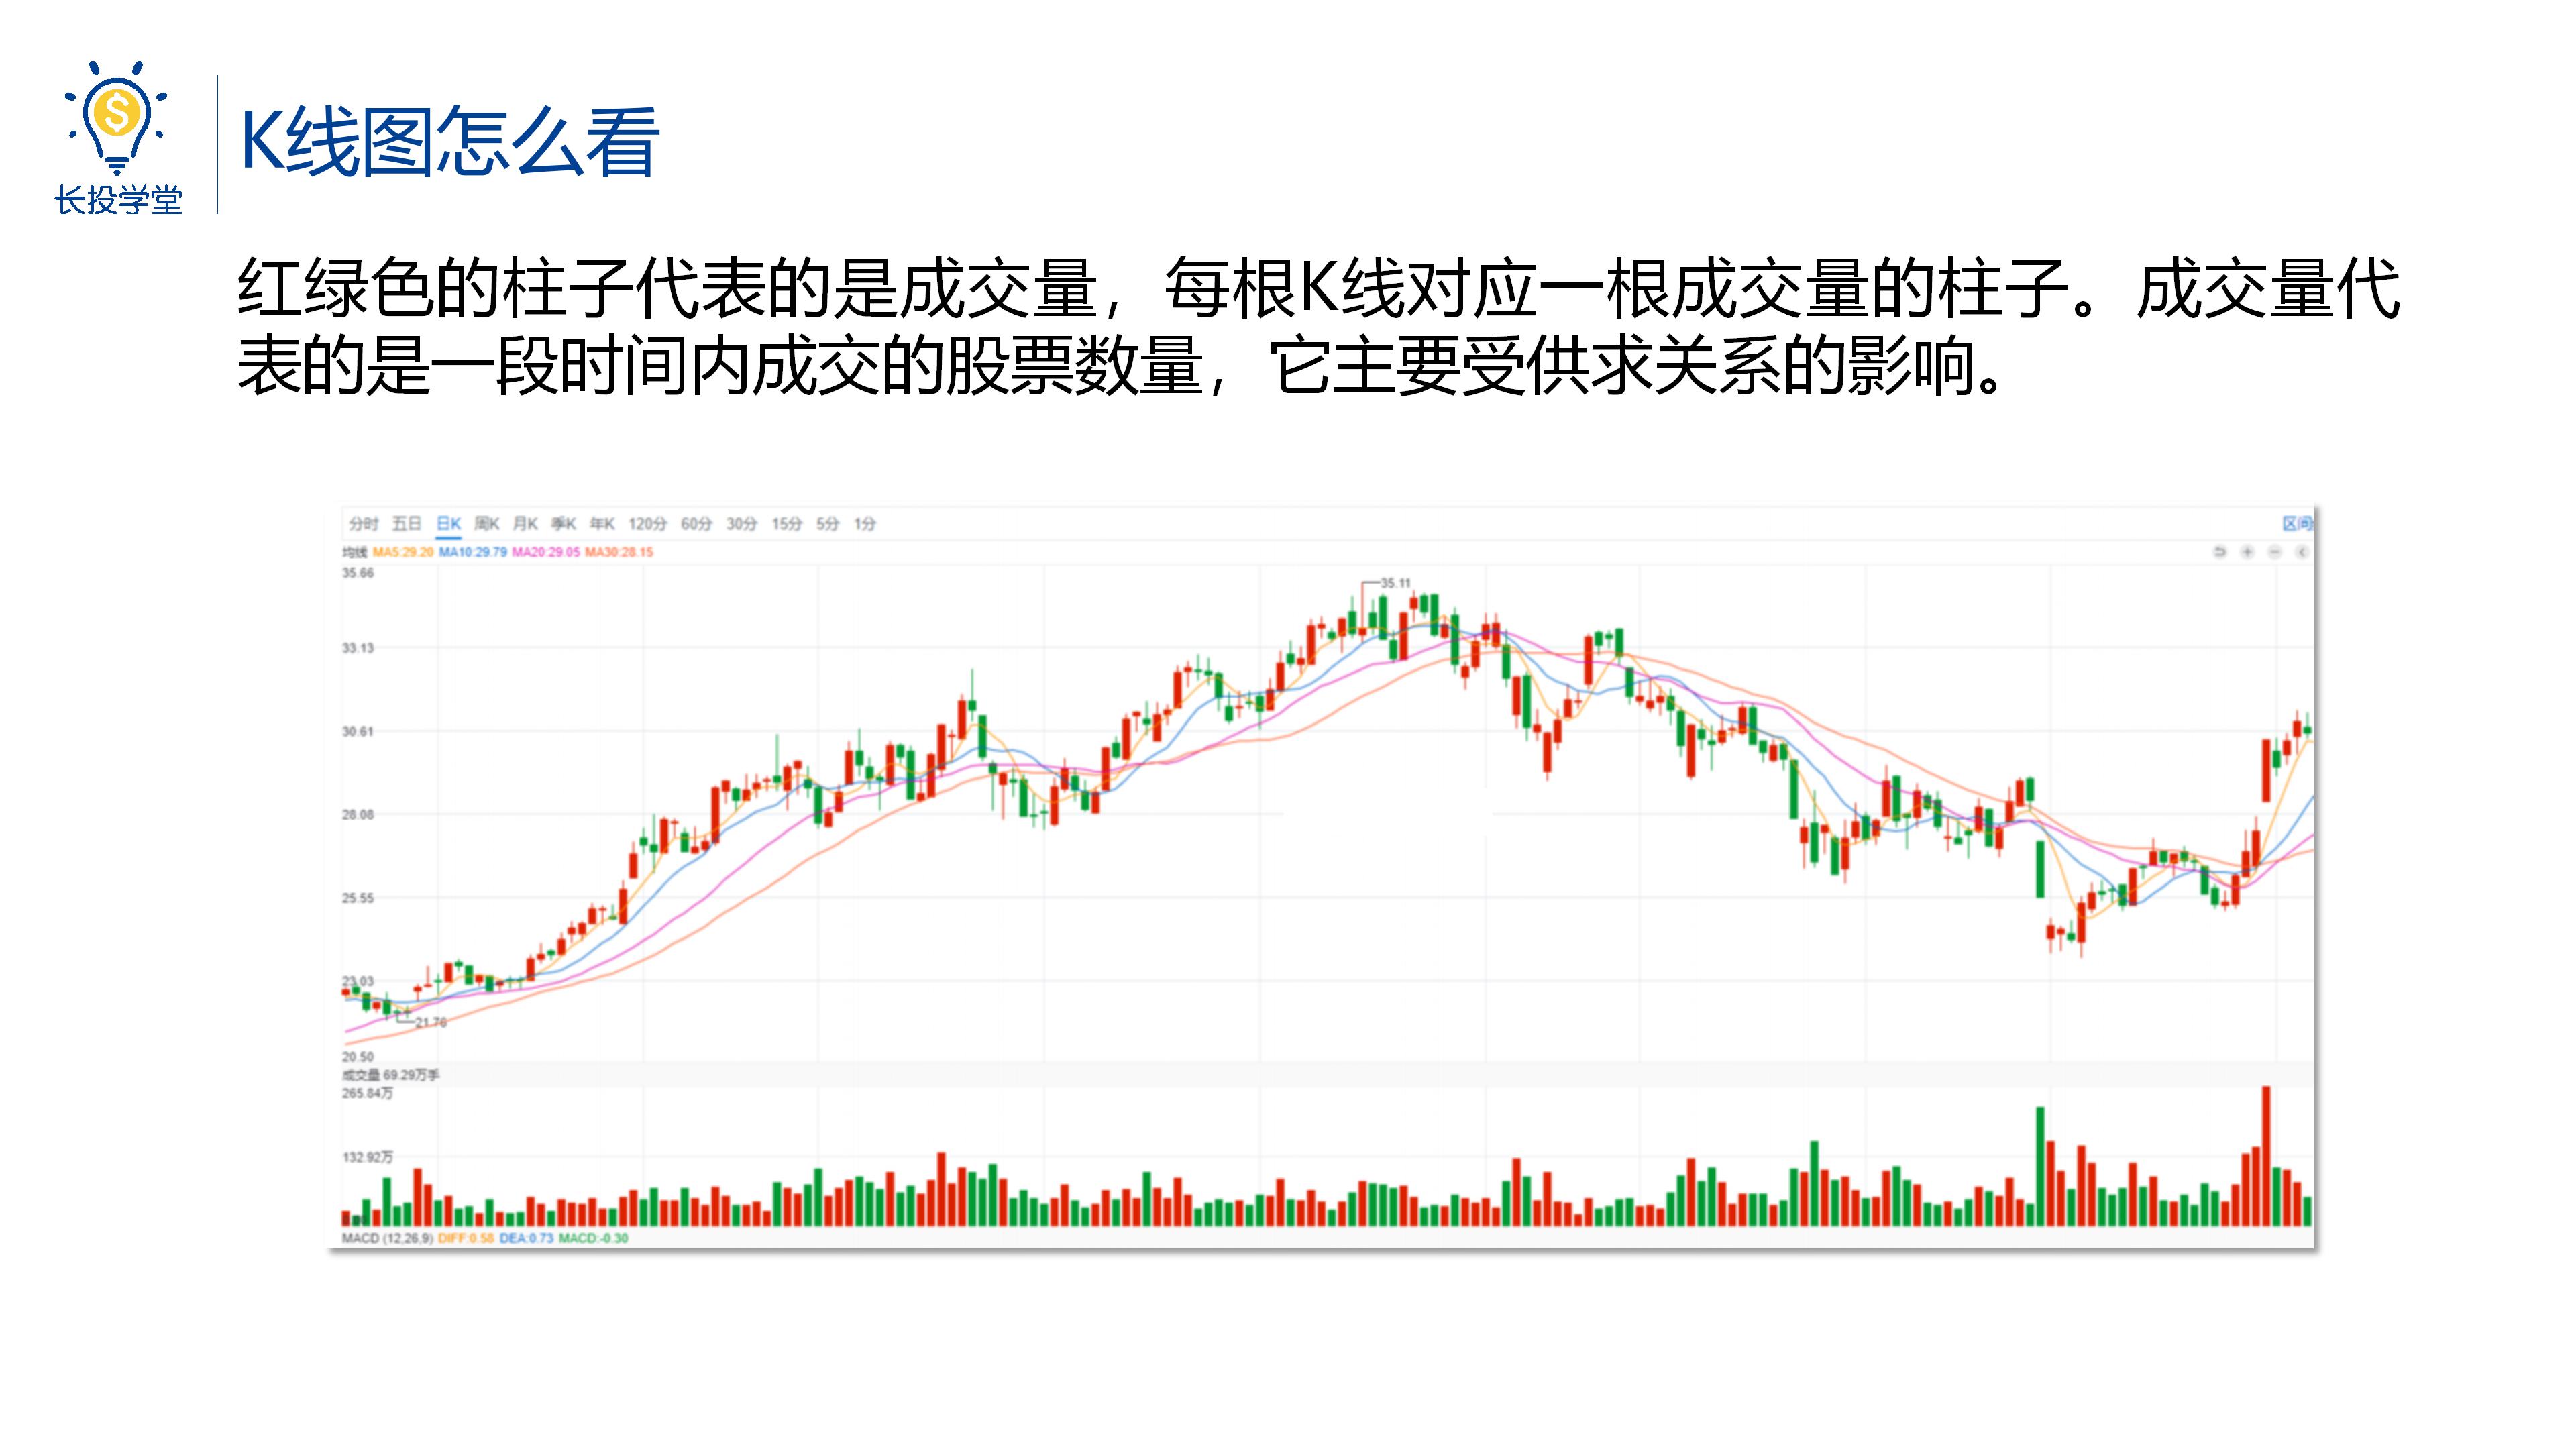 长投学堂
K线图怎么看
红绿色的柱子代表的是成交量，每根K线对应一根成交量的柱子。成交量代
表的是一段时间内成交的股票数量，它主要受供求关系的影响。
分时 五日 日K 周K 月K 季K 年K 120分 60分 30分 15分 5分 1分 区间
均线 MA5:29.20 MA10:29.79 MA20:29.05 MA30:28.15
35.66
35.11
33.13
30.61
28.08
25.55
23.03
21.76
20.50
成交量 69.29万手
265.84万
132.92万
MACD (12,26,9) DIFF:0.58 DEA:0.73 MACD:-0.30